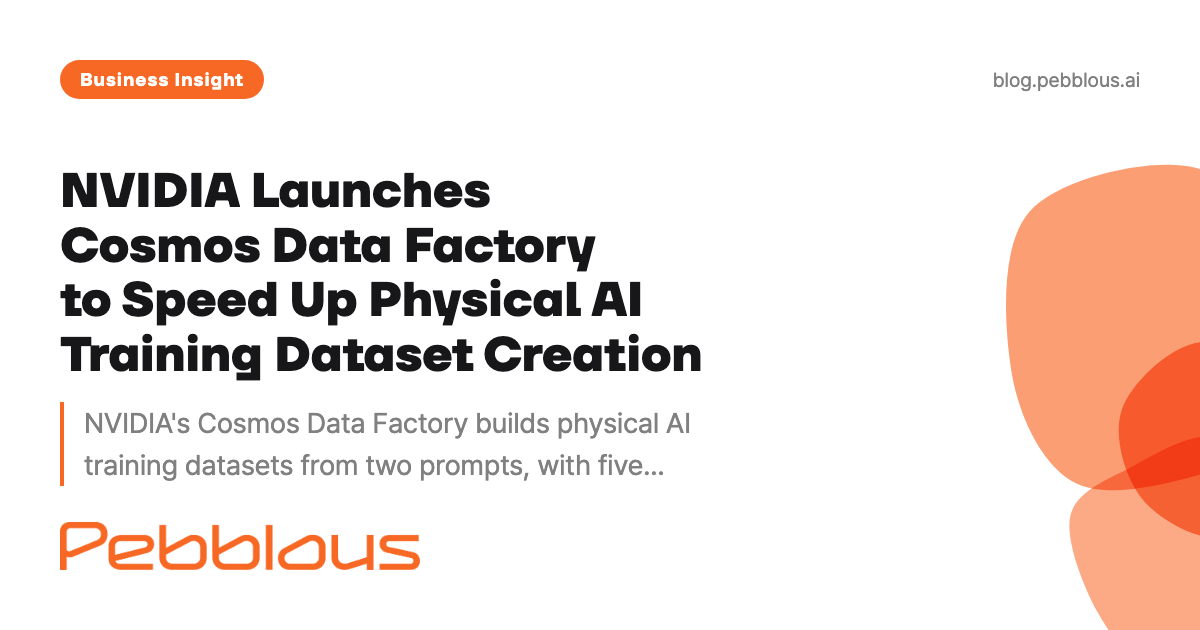 Business Insight
blog.pebblous.ai
NVIDIA Launches
Cosmos Data Factory
to Speed Up Physical AI
Training Dataset Creation
NVIDIA's Cosmos Data Factory builds physical AI
training datasets from two prompts, with five...
Pebblous